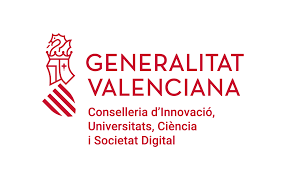 GENERALITAT
VALENCIANA
Conselleria d'Innovació,
Universitats, Ciència
i Societat Digital